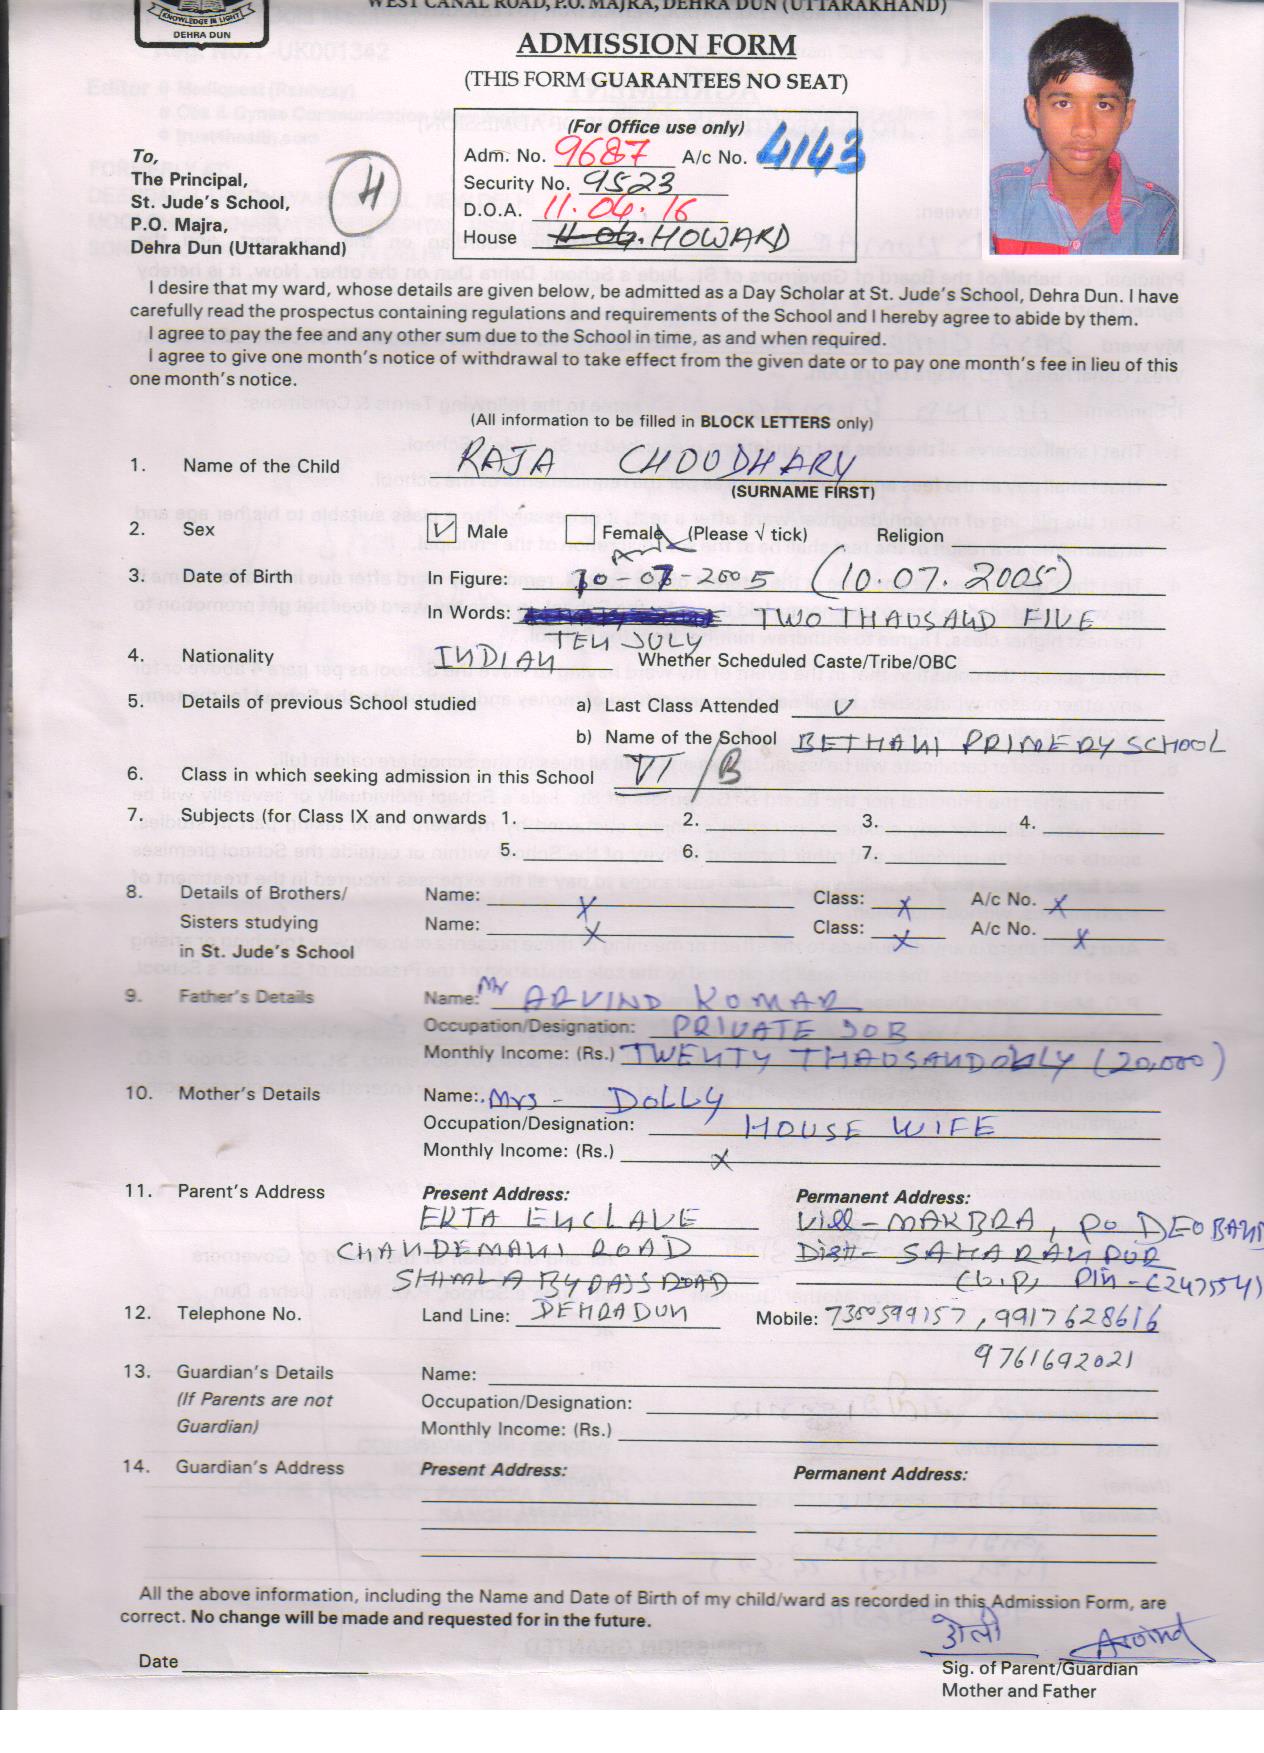 KNOWLEDGE IS LIGHT
DEHRA DUN
WEST CANAL ROAD, P.O. MAJRA, DEHRA DUN (UTTARAKHAND)
ADMISSION FORM
(THIS FORM GUARANTEES NO SEAT)
(For Office use only)
Adm. No. 9687 A/c No. 4143
Security No. 9523
D.O.A. 11.04.16
House HOWARD
To,
The Principal,
St. Jude's School,
P.O. Majra,
Dehra Dun (Uttarakhand)
H
I desire that my ward, whose details are given below, be admitted as a Day Scholar at St. Jude's School, Dehra Dun. I have
carefully read the prospectus containing regulations and requirements of the School and I hereby agree to abide by them.
I agree to pay the fee and any other sum due to the School in time, as and when required.
I agree to give one month's notice of withdrawal to take effect from the given date or to pay one month's fee in lieu of this
one month's notice.
(All information to be filled in BLOCK LETTERS only)
1. Name of the Child RAJA CHOUDHARY
(SURNAME FIRST)
2. Sex Male Female (Please √ tick) Religion
3. Date of Birth In Figure: 10-07-2005 (10.07.2005)
In Words: TWO THAUSAND FIVE
TEN JULY
4. Nationality INDIAN Whether Scheduled Caste/Tribe/OBC
5. Details of previous School studied a) Last Class Attended V
b) Name of the School BETHANI PRIMERY SCHOOL
6. Class in which seeking admission in this School VI /B
7. Subjects (for Class IX and onwards 1. 2. 3. 4.
5. 6. 7.
8. Details of Brothers/ Name: X Class: X A/c No. X
Sisters studying Name: X Class: X A/c No. X
in St. Jude's School
9. Father's Details Name: Mr ARVIND KUMAR
Occupation/Designation: PRIVATE JOB
Monthly Income: (Rs.) TWENTY THAUSAND ONLY (20,000)
10. Mother's Details Name: Mrs - DOLLY
Occupation/Designation: HOUSE WIFE
Monthly Income: (Rs.) X
11. Parent's Address Present Address: Permanent Address:
EKTA ENCLAVE Vill - MAKBRA, PO DEOBAND
CHANDEMANI ROAD Distt - SAHARANPUR
SHIMLA BYPASS ROAD (U.P) Pin - (247554)
12. Telephone No. Land Line: DEHRADUN Mobile: 7300599157, 9917628616
9761692021
13. Guardian's Details Name:
(If Parents are not Occupation/Designation:
Guardian) Monthly Income: (Rs.)
14. Guardian's Address Present Address: Permanent Address:
All the above information, including the Name and Date of Birth of my child/ward as recorded in this Admission Form, are
correct. No change will be made and requested for in the future.
डोली Arvind
Date
Sig. of Parent/Guardian
Mother and Father